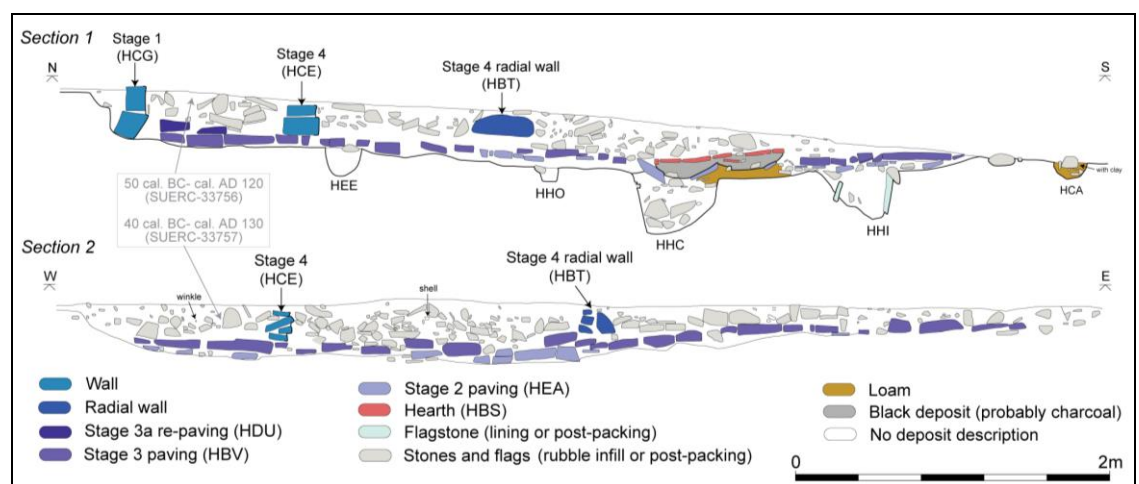 Section 1
N
Stage 1
(HCG)
Stage 4
(HCE)
Stage 4 radial wall
(HBT)
S
HEE
HHO
HHC
HHI
HCA
with clay
50 cal. BC- cal. AD 120
(SUERC-33756)
40 cal. BC- cal. AD 130
(SUERC-33757)
Section 2
W
winkle
Stage 4
(HCE)
shell
Stage 4 radial wall
(HBT)
E
Wall
Radial wall
Stage 3a re-paving (HDU)
Stage 3 paving (HBV)
Stage 2 paving (HEA)
Hearth (HBS)
Flagstone (lining or post-packing)
Stones and flags (rubble infill or post-packing)
Loam
Black deposit (probably charcoal)
No deposit description
0 2m